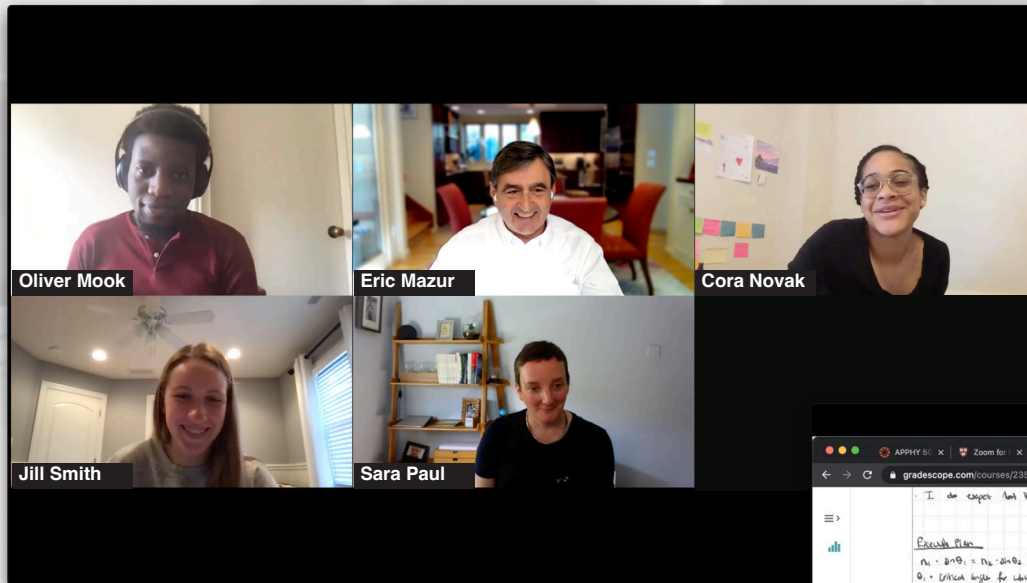 Oliver Mook
Eric Mazur
Cora Novak
Jill Smith
Sara Paul
APPHY 50
Zoom for
gradescope.com/courses/235
I do expect
Execute Plan
n₁ · sinθ₁ = n₂ · sinθ₂
θ₁ = critical angle for